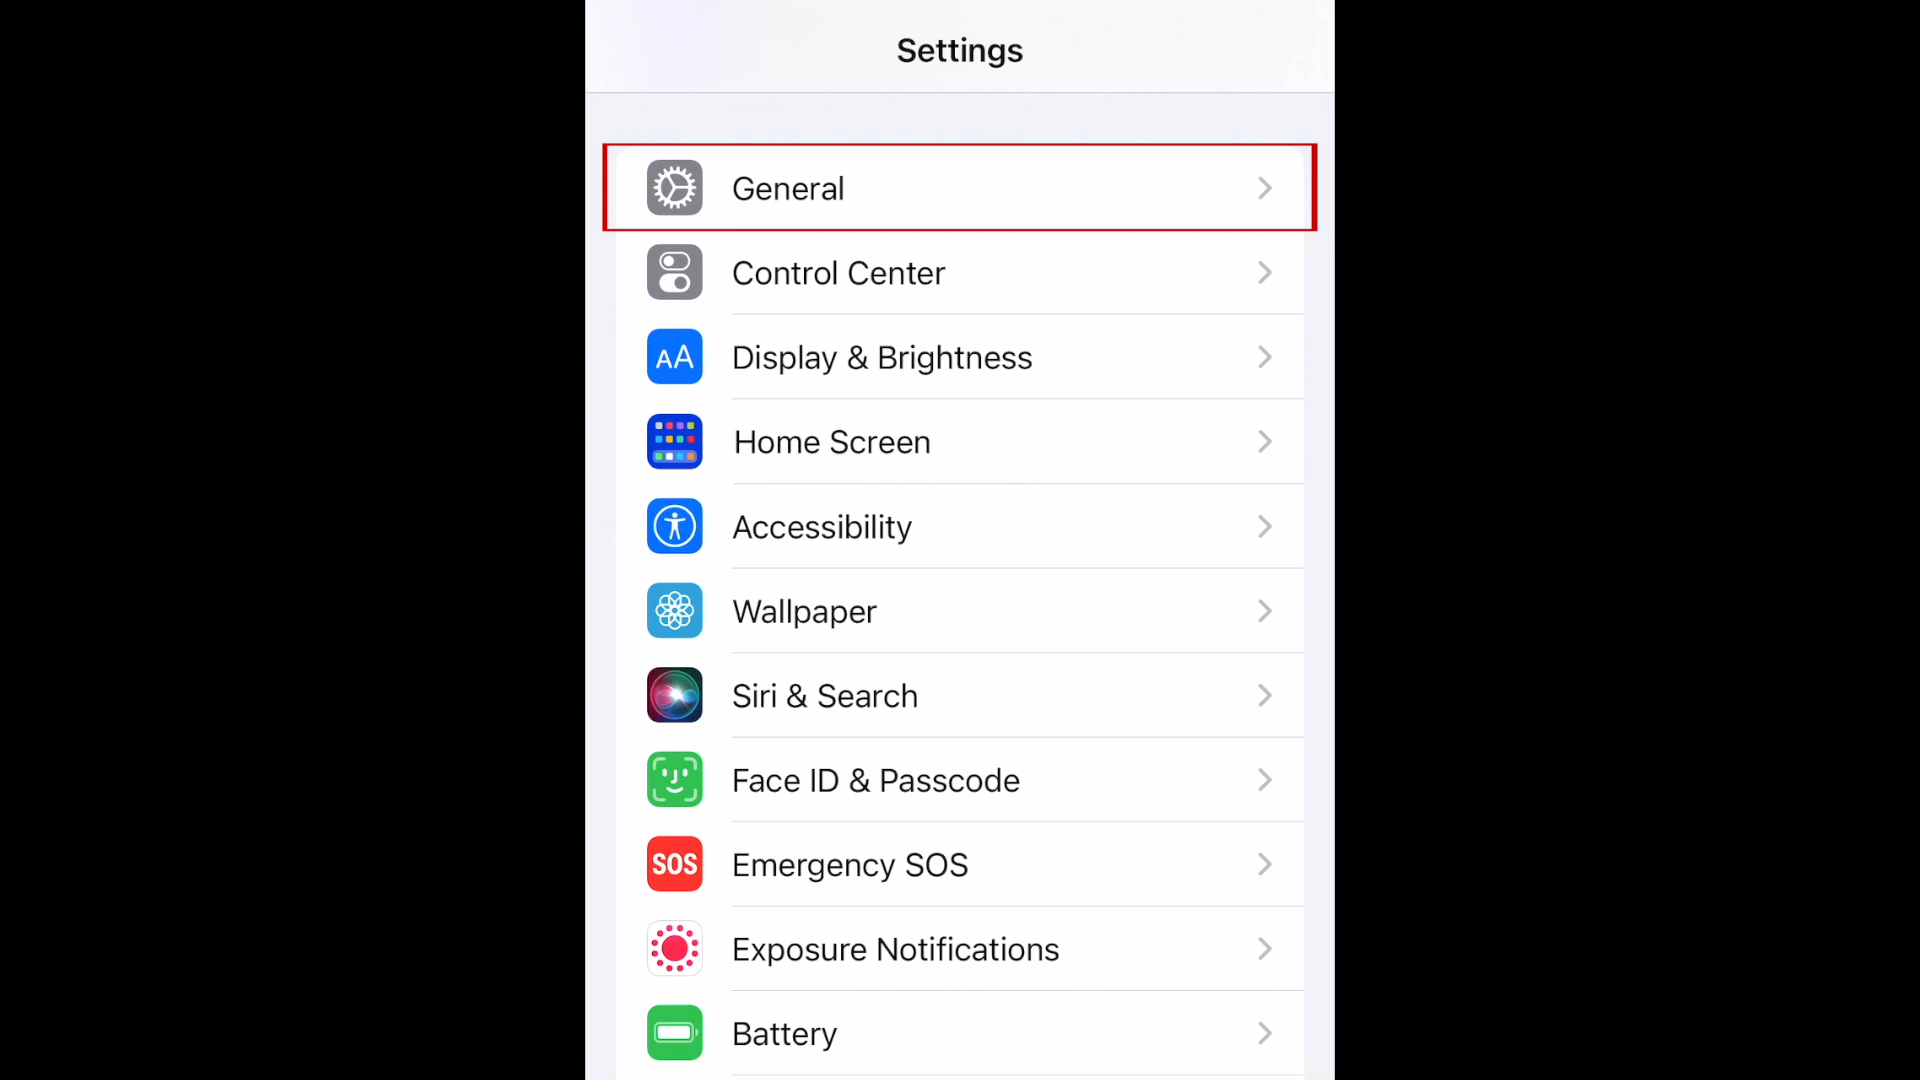 Settings
General
Control Center
AA Display & Brightness
Home Screen
Accessibility
Wallpaper
Siri & Search
Face ID & Passcode
SOS Emergency SOS
Exposure Notifications
Battery